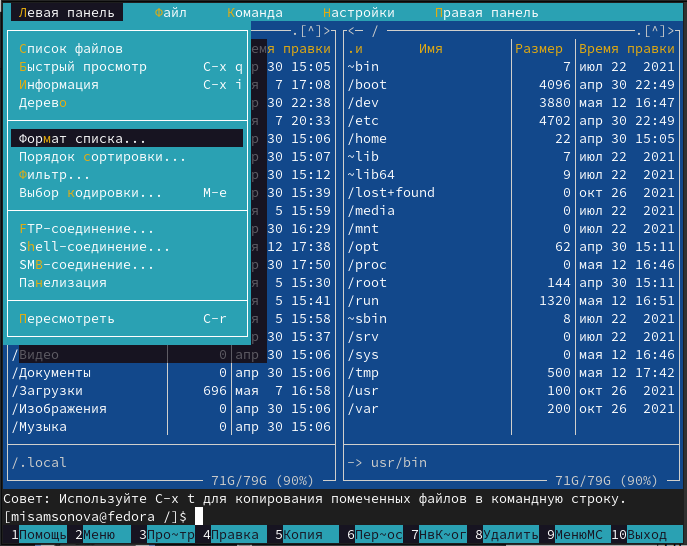 Левая панель Файл Команда Настройки Правая панель
.[^]> <─ / .[^]>
Список файлов емя правки .и Имя Размер Время правки
Быстрый просмотр C-x q р 30 15:05 ~bin 7 июл 22 2021
Информация C-x i я 7 17:08 /boot 4096 апр 30 22:49
Дерево р 30 22:38 /dev 3880 мая 12 16:47
я 7 20:33 /etc 4702 апр 30 22:49
Формат списка... р 30 15:06 /home 22 апр 30 15:05
Порядок сортировки... р 30 15:07 ~lib 7 июл 22 2021
Фильтр... р 30 15:12 ~lib64 9 июл 22 2021
Выбор кодировки... M-e р 30 15:39 /lost+found 0 окт 26 2021
я 5 15:59 /media 0 июл 22 2021
FTP-соединение... р 30 16:29 /mnt 0 июл 22 2021
Shell-соединение... я 12 17:38 /opt 62 апр 30 15:11
SMB-соединение... р 30 17:50 /proc 0 мая 12 16:46
Панелизация я 5 15:30 /root 144 апр 30 15:11
я 5 15:41 /run 1320 мая 12 16:51
Пересмотреть C-r я 5 15:58 ~sbin 8 июл 22 2021
р 30 15:37 /srv 0 июл 22 2021
/Видео 0 апр 30 15:06 /sys 0 мая 12 16:46
/Документы 0 апр 30 15:06 /tmp 500 мая 12 17:42
/Загрузки 696 мая 7 16:58 /usr 100 окт 26 2021
/Изображения 0 апр 30 15:06 /var 200 окт 26 2021
/Музыка 0 апр 30 15:06
/.local -> usr/bin
71G/79G (90%) 71G/79G (90%)
Совет: Используйте C-x t для копирования помеченных файлов в командную строку.
[misamsonova@fedora /]$
1Помощь 2Меню 3Про~тр 4Правка 5Копия 6Пер~ос 7НвК~ог 8Удалить 9МенюМС 10Выход